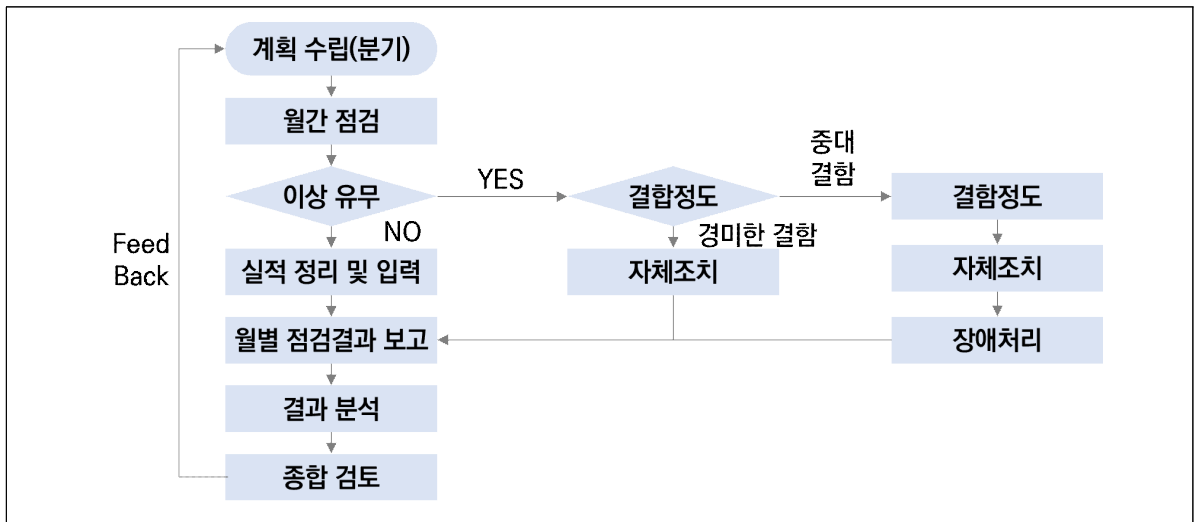 계획 수립(분기)
월간 점검
중대
결함
이상 유무
YES
결합정도
결함정도
NO
경미한 결함
Feed
Back
실적 정리 및 입력
자체조치
자체조치
월별 점검결과 보고
장애처리
결과 분석
종합 검토